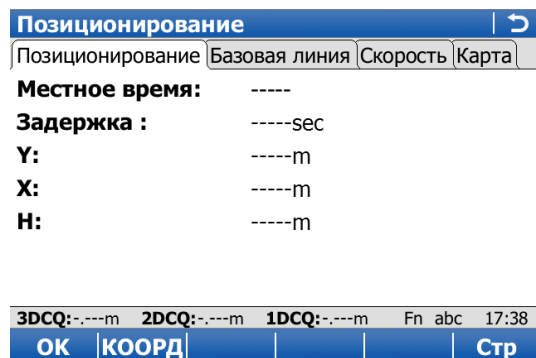 Позиционирование
Позиционирование Базовая линия Скорость Карта
Местное время: -----
Задержка : -----sec
Y: -----m
X: -----m
H: -----m
3DCQ:-.---m 2DCQ:-.---m 1DCQ:-.---m Fn abc 17:38
OK КООРД Стр